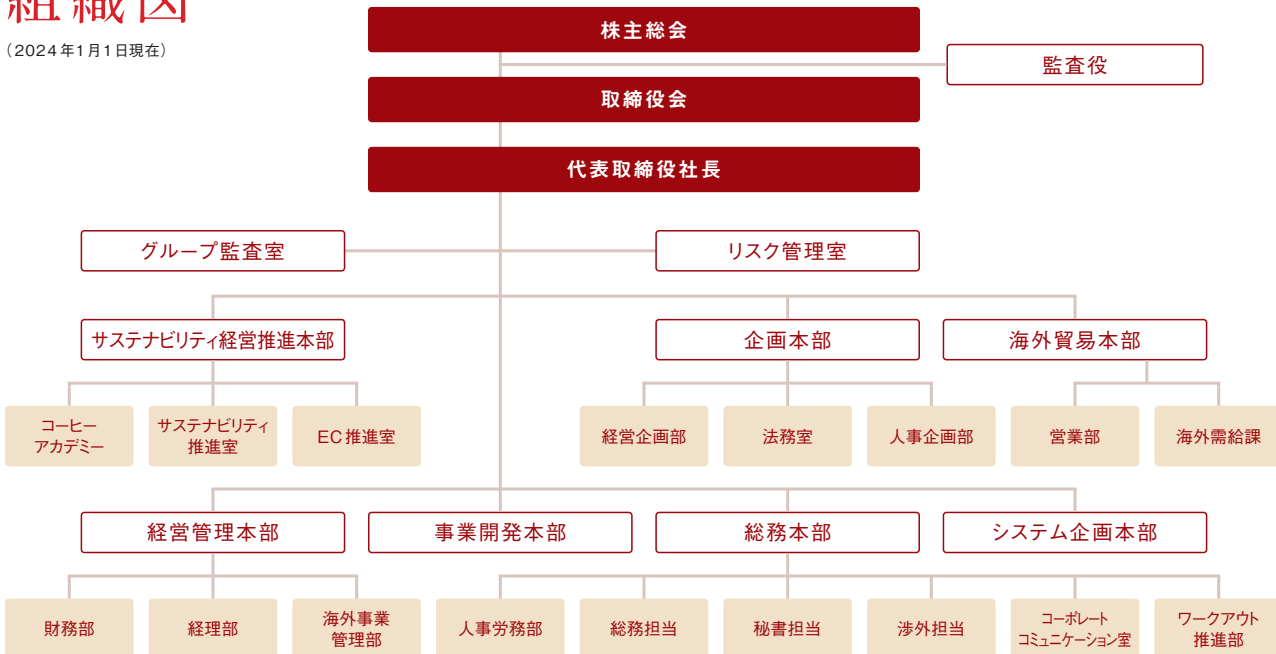 組織図
（2024年1月1日現在）
株主総会
監査役
取締役会
代表取締役社長
グループ監査室
リスク管理室
サステナビリティ経営推進本部
企画本部
海外貿易本部
コーヒー
アカデミー
サステナビリティ
推進室
EC推進室
経営企画部
法務室
人事企画部
営業部
海外需給課
経営管理本部
事業開発本部
総務本部
システム企画本部
財務部
経理部
海外事業
管理部
人事労務部
総務担当
秘書担当
渉外担当
コーポレート
コミュニケーション室
ワークアウト
推進部